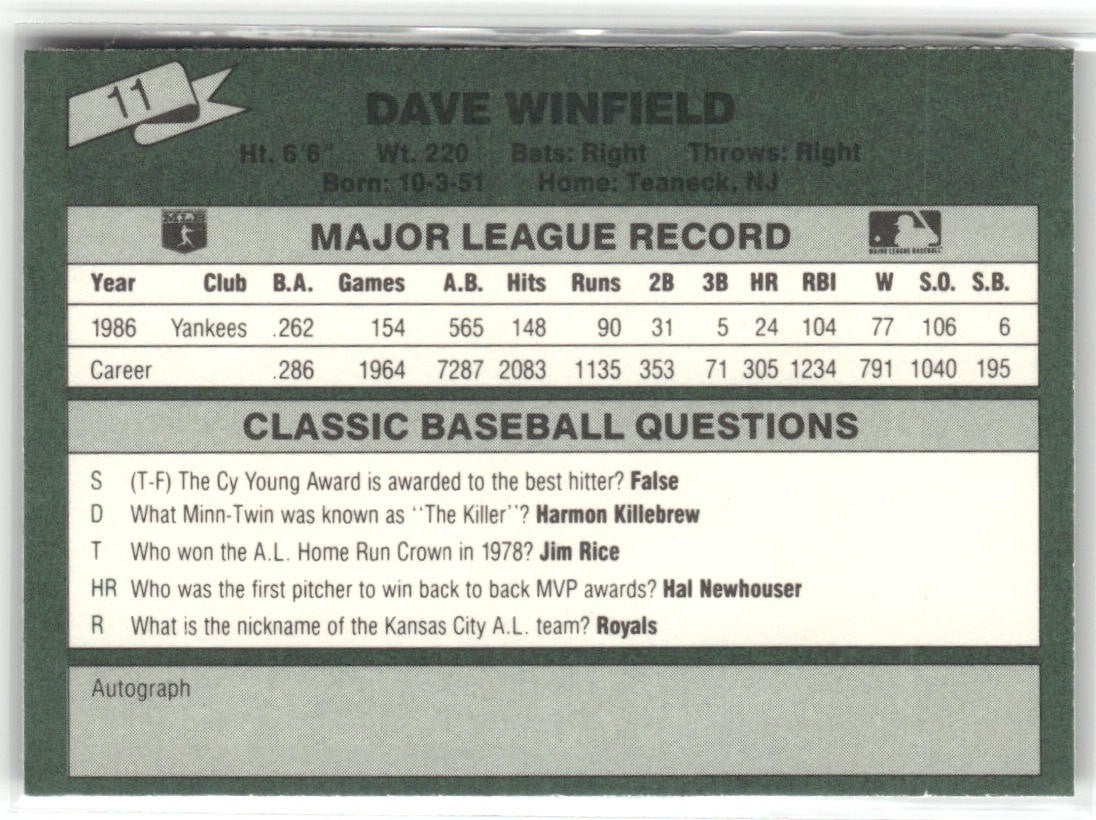 11
DAVE WINFIELD
Ht. 6'6" Wt. 220 Bats: Right Throws: Right
Born: 10-3-51 Home: Teaneck, NJ
MLB MAJOR LEAGUE RECORD MAJOR LEAGUE BASEBALL
Year Club B.A. Games A.B. Hits Runs 2B 3B HR RBI W S.O. S.B.
1986 Yankees .262 154 565 148 90 31 5 24 104 77 106 6
Career .286 1964 7287 2083 1135 353 71 305 1234 791 1040 195
CLASSIC BASEBALL QUESTIONS
S (T-F) The Cy Young Award is awarded to the best hitter? False
D What Minn-Twin was known as ''The Killer''? Harmon Killebrew
T Who won the A.L. Home Run Crown in 1978? Jim Rice
HR Who was the first pitcher to win back to back MVP awards? Hal Newhouser
R What is the nickname of the Kansas City A.L. team? Royals
Autograph